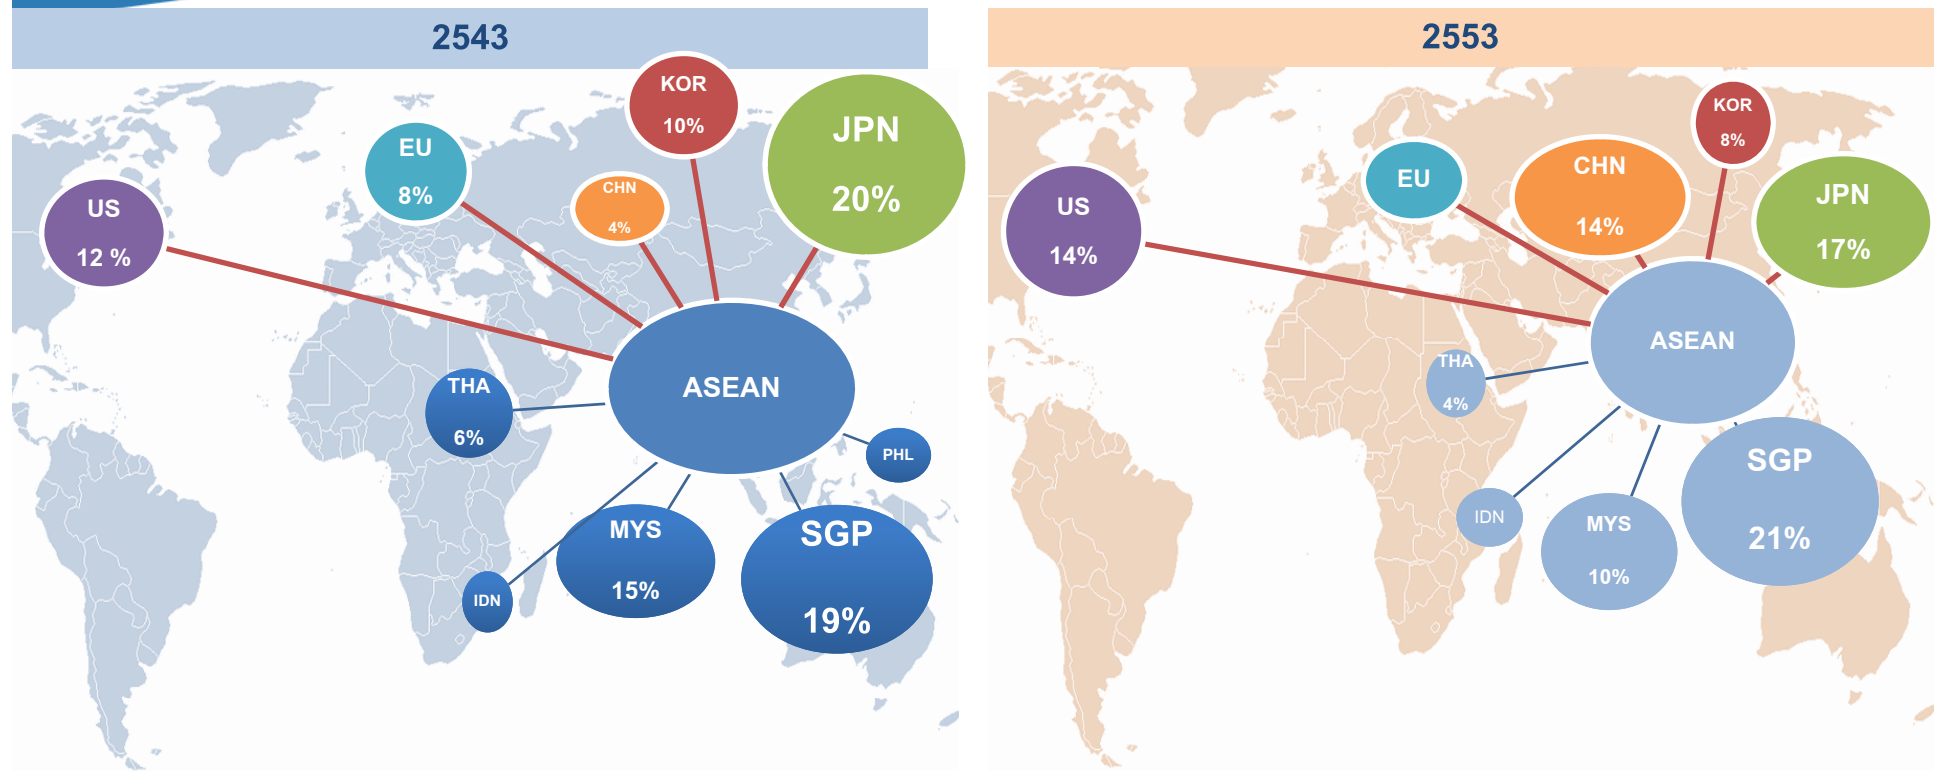 2543
KOR
10%
JPN
20%
EU
8%
CHN
4%
US
12 %
ASEAN
THA
6%
PHL
MYS
15%
SGP
19%
IDN
2553
KOR
8%
CHN
14%
JPN
17%
EU
US
14%
ASEAN
THA
4%
SGP
21%
IDN
MYS
10%